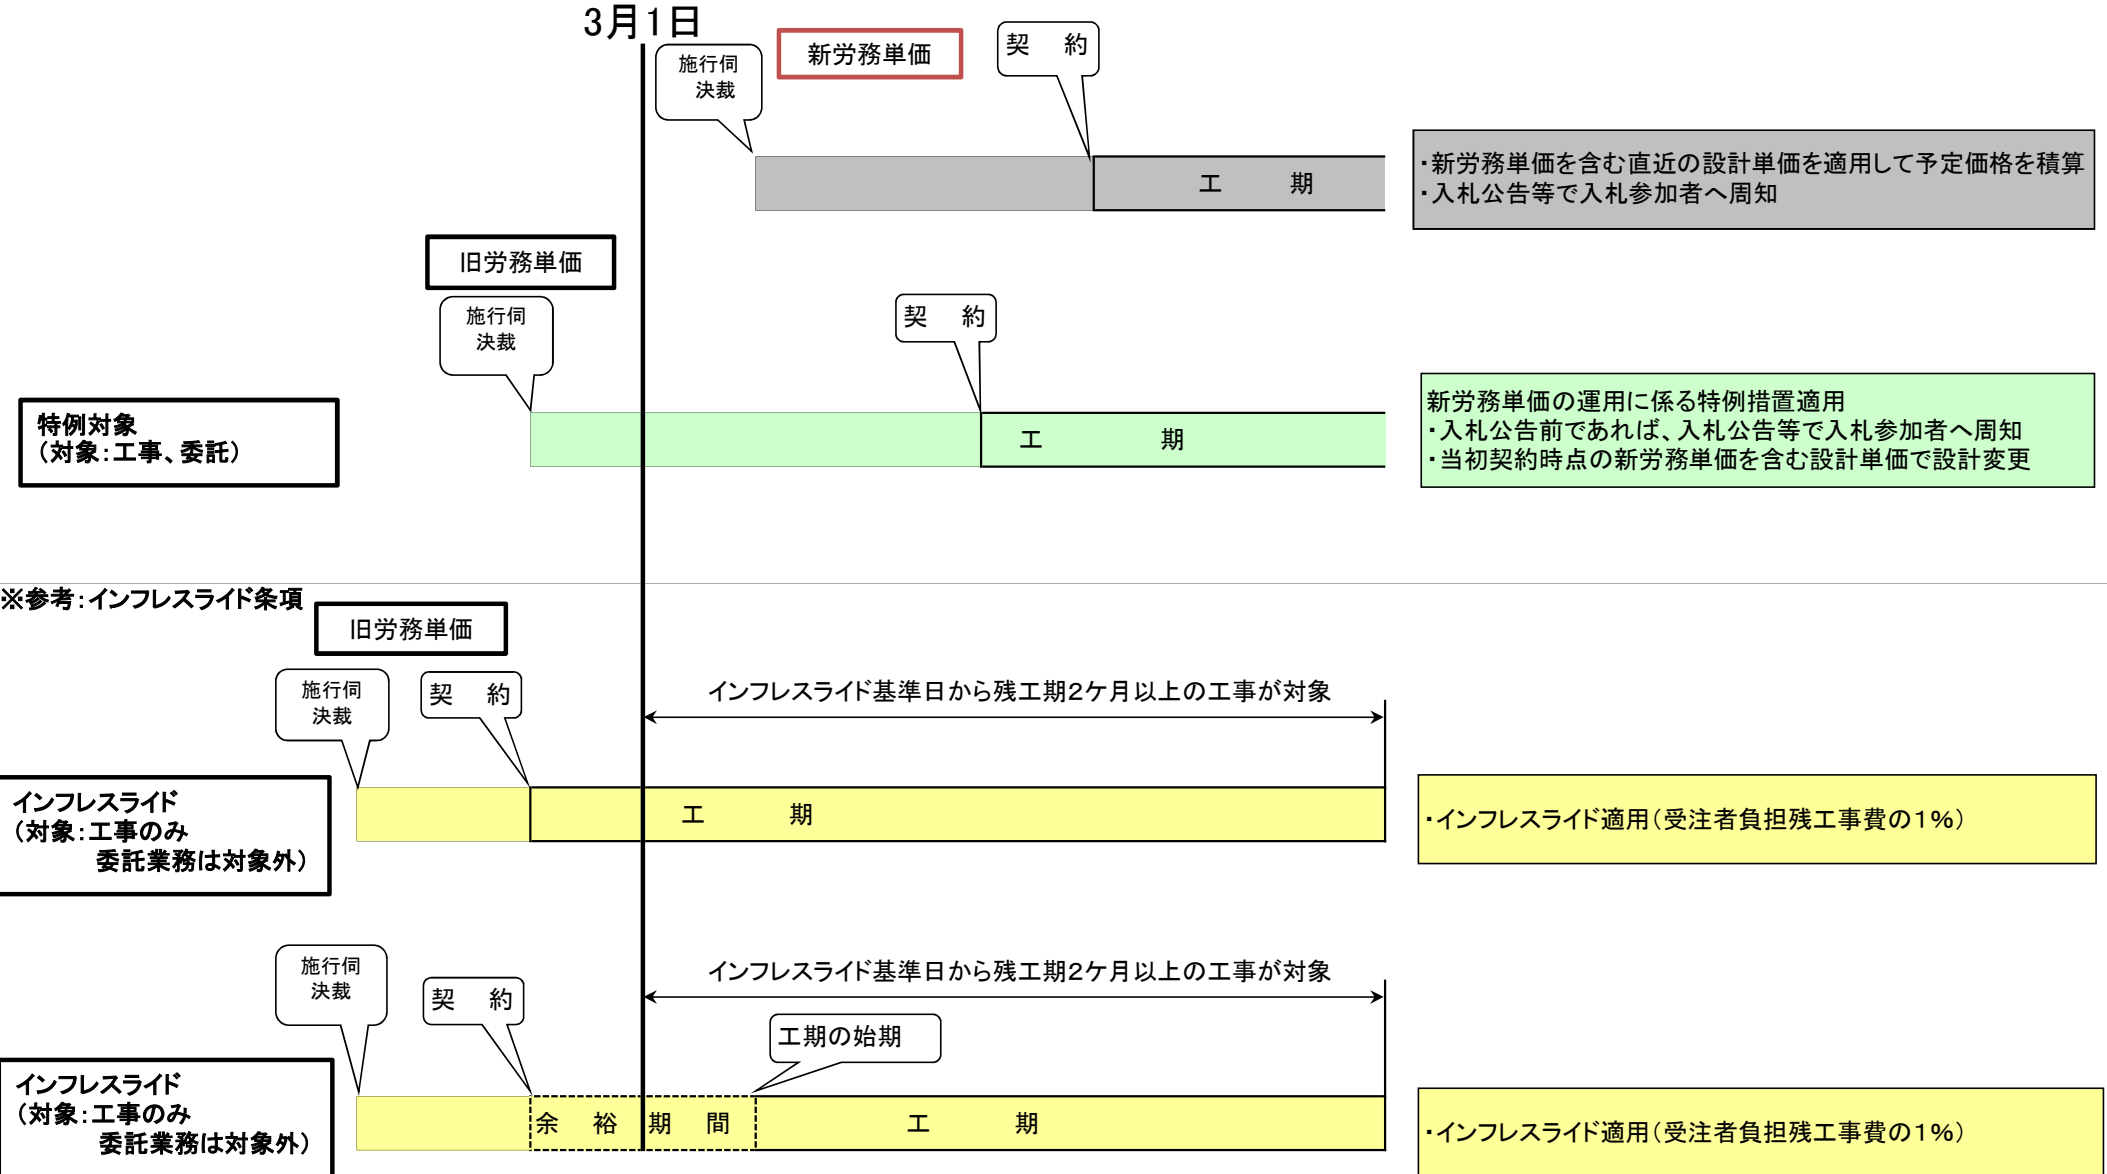 3月1日
施行伺
決裁
新労務単価
契　約
工　　期
・新労務単価を含む直近の設計単価を適用して予定価格を積算
・入札公告等で入札参加者へ周知
旧労務単価
施行伺
決裁
契　約
特例対象
（対象：工事、委託）
工　　　　期
新労務単価の運用に係る特例措置適用
・入札公告前であれば、入札公告等で入札参加者へ周知
・当初契約時点の新労務単価を含む設計単価で設計変更
※参考：インフレスライド条項
旧労務単価
施行伺
決裁
契　約
インフレスライド基準日から残工期2ケ月以上の工事が対象
インフレスライド
（対象：工事のみ
委託業務は対象外）
工　　　期
・インフレスライド適用（受注者負担残工事費の1％）
施行伺
決裁
契　約
インフレスライド基準日から残工期2ケ月以上の工事が対象
工期の始期
インフレスライド
（対象：工事のみ
委託業務は対象外）
余　裕　期　間
工　　　期
・インフレスライド適用（受注者負担残工事費の1％）